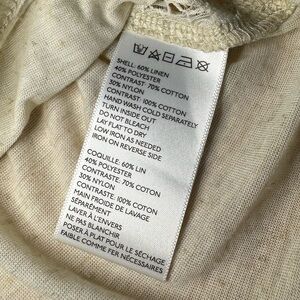 SHELL: 60% LINEN
40% POLYESTER
CONTRAST: 70% COTTON
30% NYLON
CONTRAST: 100% COTTON
HAND WASH COLD SEPARATELY
TURN INSIDE OUT
DO NOT BLEACH
LAY FLAT TO DRY
LOW IRON AS NEEDED
IRON ON REVERSE SIDE
COQUILLE: 60% LIN
40% POLYESTER
CONTRASTE: 70% COTON
30% NYLON
CONTRASTE: 100% COTON
MAIN FROIDE DE LAVAGE
SÉPARÉMENT
LAVER À L'ENVERS
NE PAS BLANCHIR
POSER À PLAT POUR LE SÉCHAGE
FAIBLE COMME FER NÉCESSAIRES